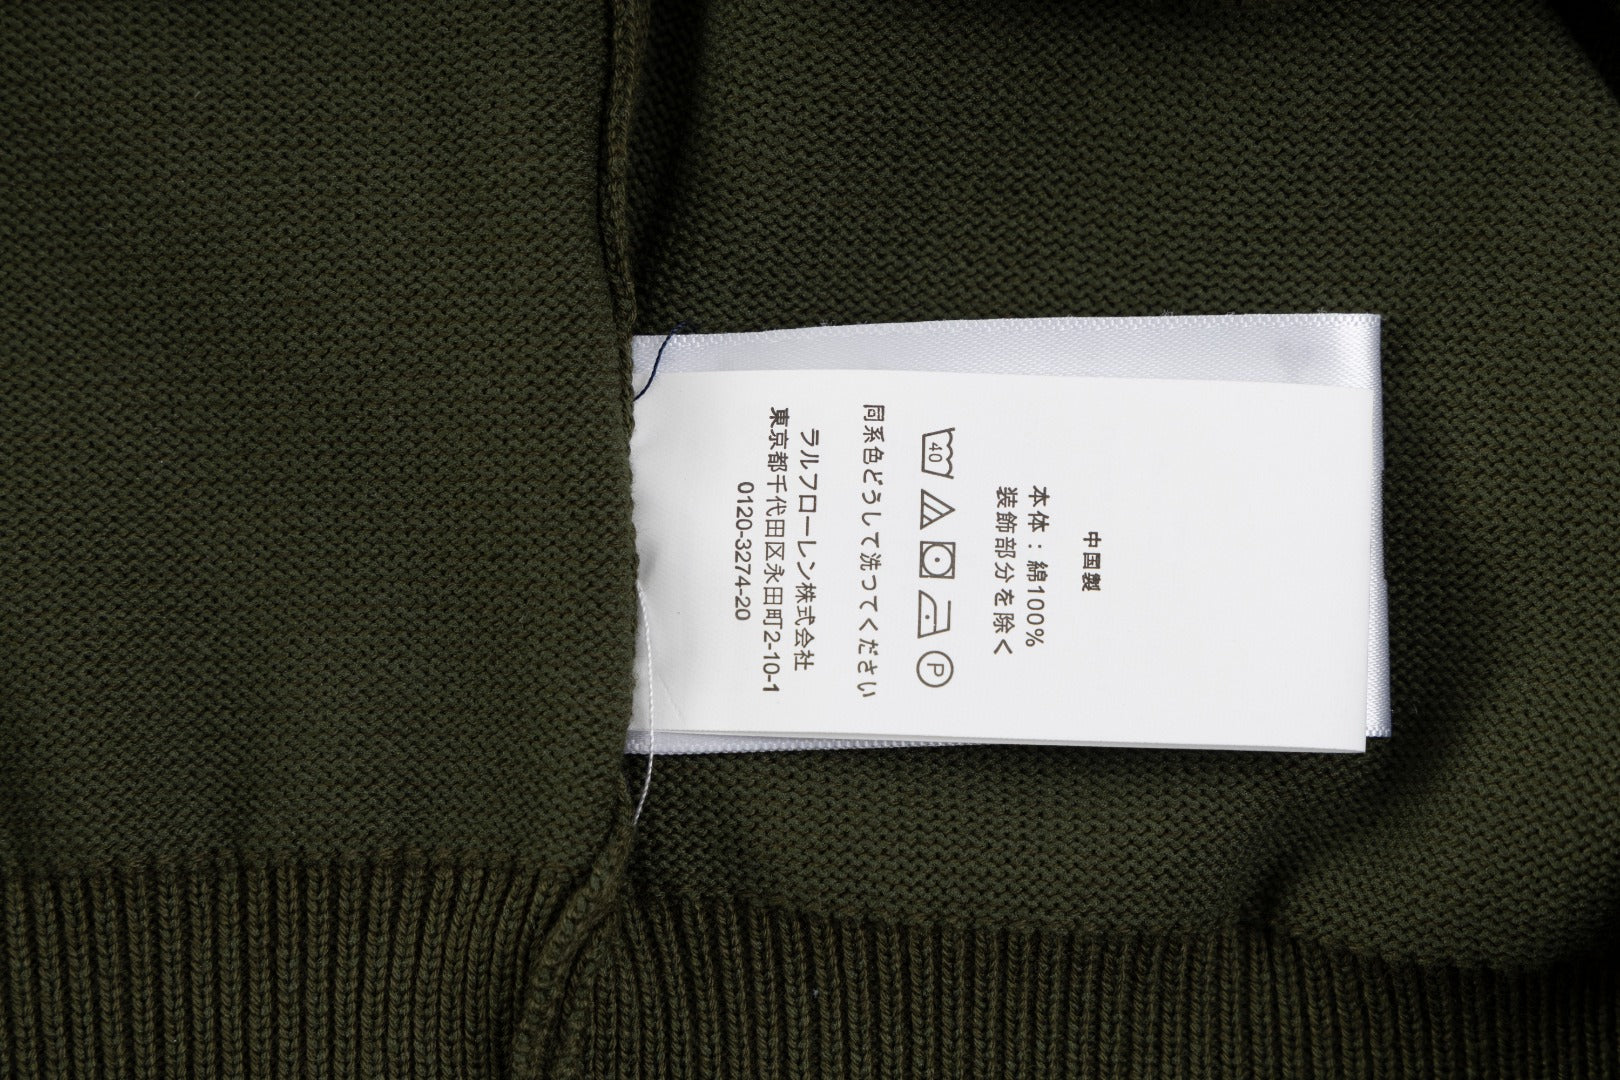 中国製
本体：綿100%
装飾部分を除く
40
P
同系色どうして洗ってください
ラルフローレン株式会社
東京都千代田区永田町2-10-1
0120-3274-20